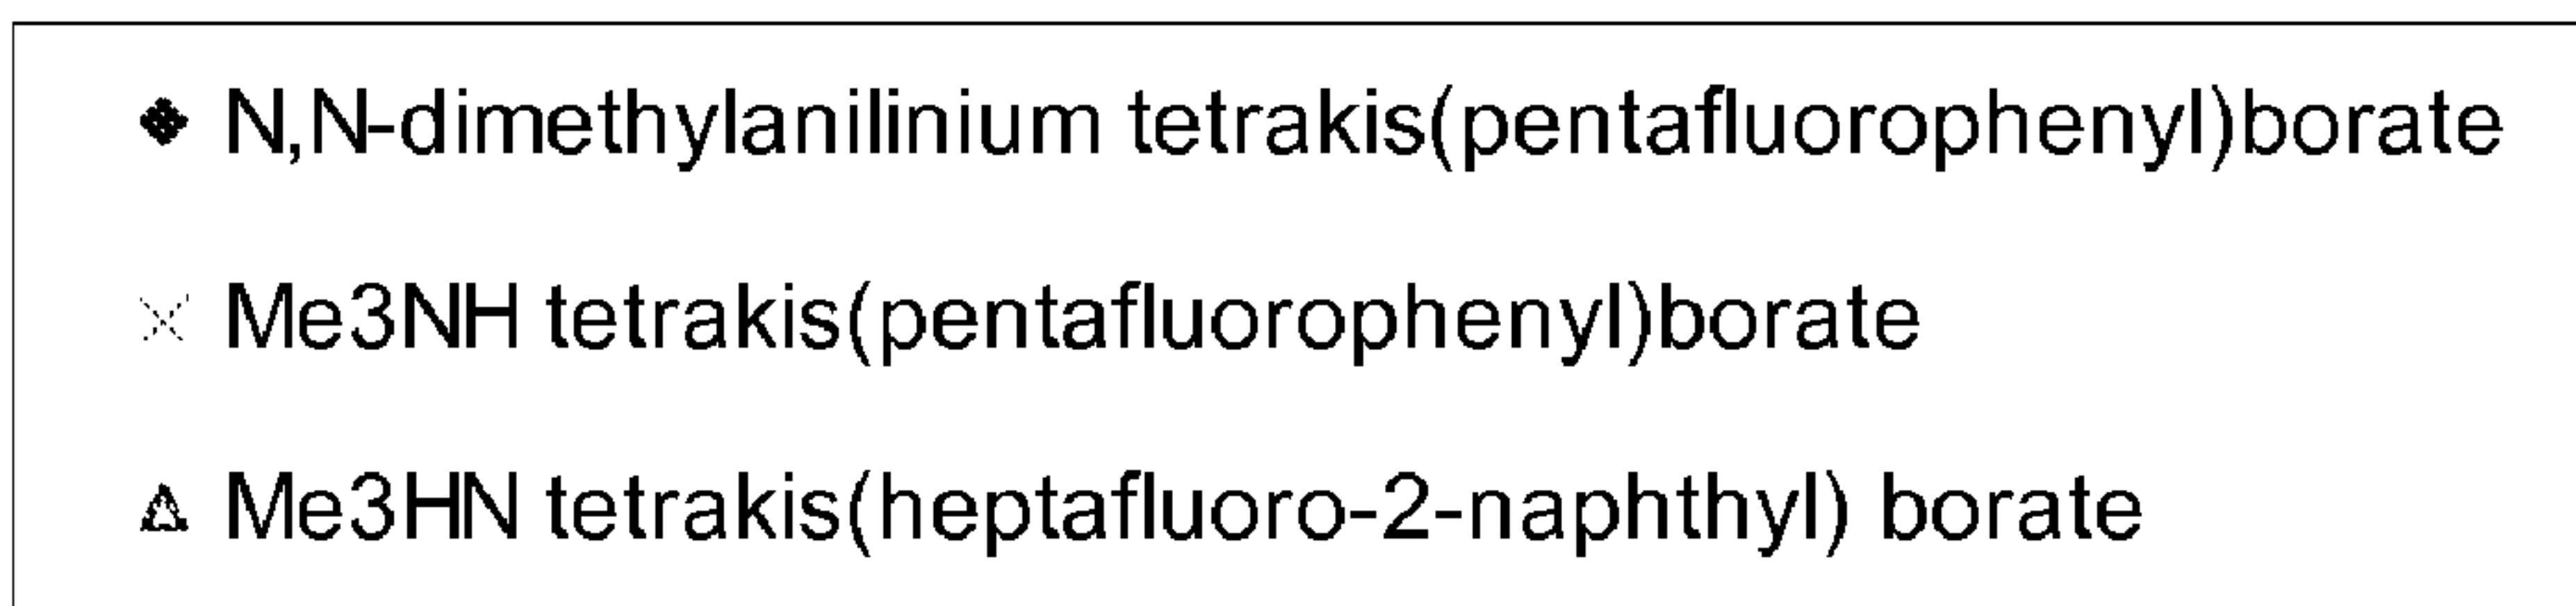 N,N-dimethylanilinium tetrakis(pentafluorophenyl)borate
Me3NH tetrakis(pentafluorophenyl)borate
Me3HN tetrakis(heptafluoro-2-naphthyl) borate